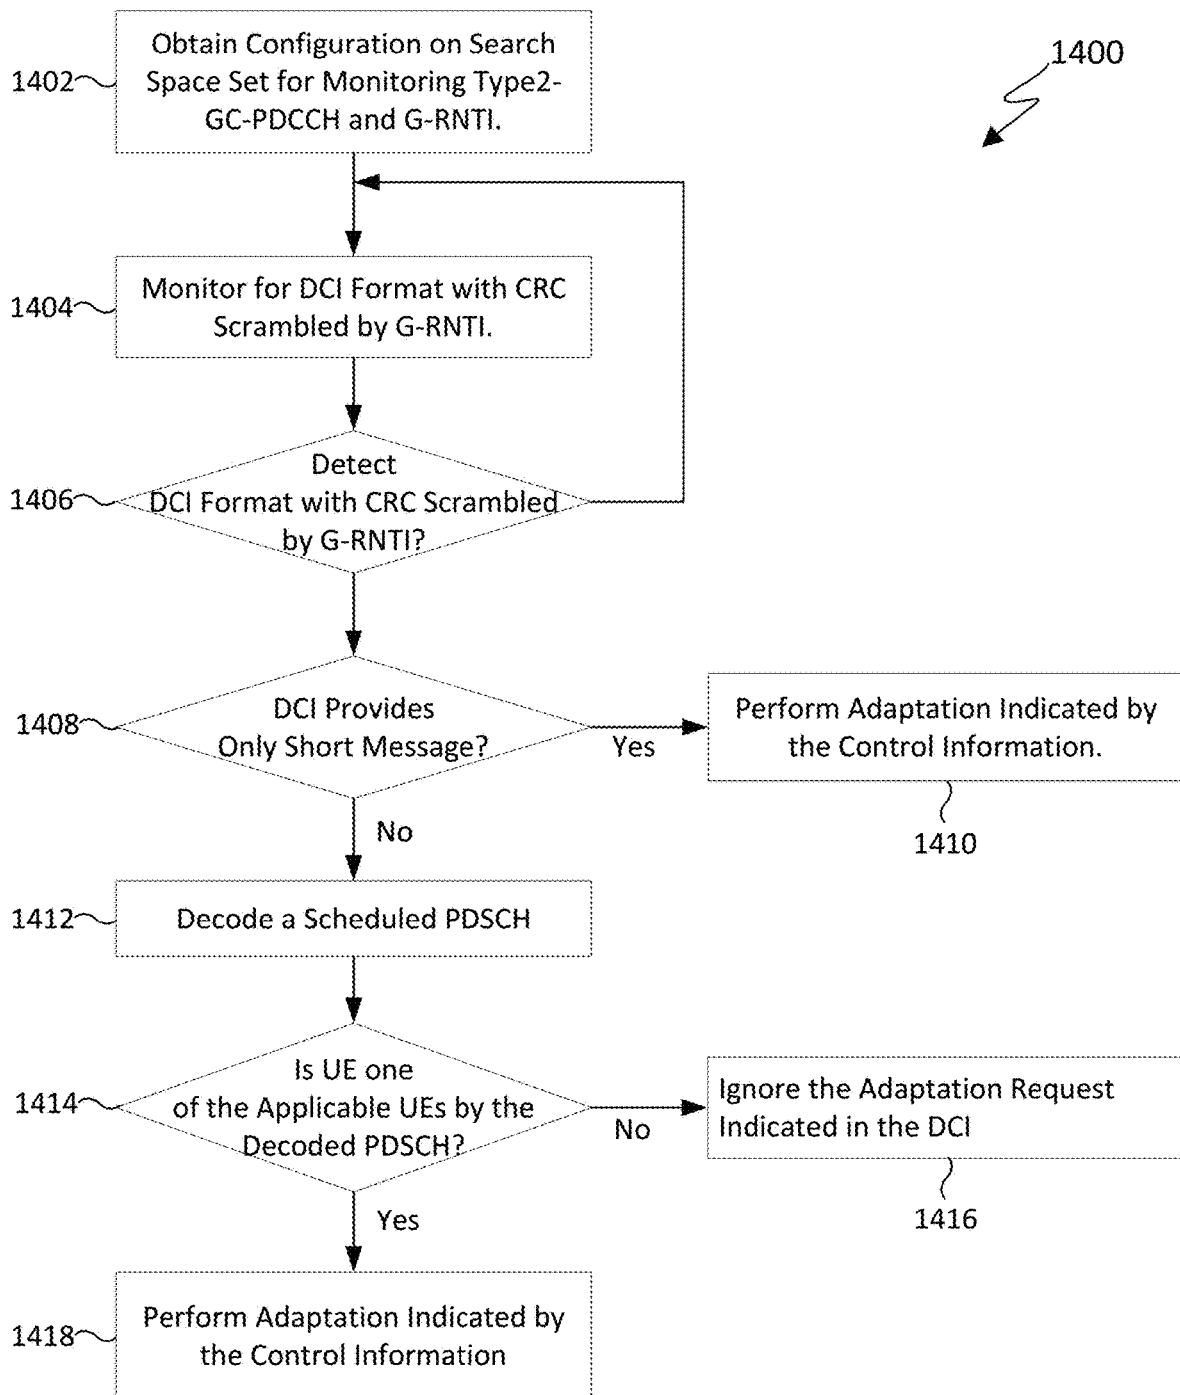 Obtain Configuration on Search
Space Set for Monitoring Type2-
GC-PDCCH and G-RNTI.
1402
1400
Monitor for DCI Format with CRC
Scrambled by G-RNTI.
1404
Detect
DCI Format with CRC Scrambled
by G-RNTI?
1406
DCI Provides
Only Short Message?
1408
Yes
Perform Adaptation Indicated by
the Control Information.
1410
No
Decode a Scheduled PDSCH
1412
Is UE one
of the Applicable UEs by the
Decoded PDSCH?
1414
No
Ignore the Adaptation Request
Indicated in the DCI
1416
Yes
Perform Adaptation Indicated by
the Control Information
1418